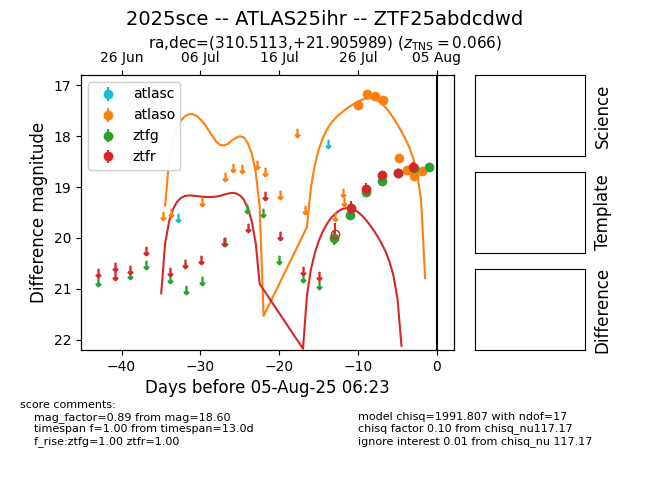 2025sce -- ATLAS25ihr -- ZTF25abdcdwd
ra,dec=(310.5113,+21.905989) (zTNS = 0.066)
26 Jun 06 Jul 16 Jul 26 Jul 05 Aug
atlasc
atlaso
ztfg
ztfr
17
18
19
20
21
22
Difference magnitude
−40 −30 −20 −10 0
Days before 05-Aug-25 06:23
Science
Template
Difference
score comments:
mag_factor=0.89 from mag=18.60
timespan f=1.00 from timespan=13.0d
f_rise:ztfg=1.00 ztfr=1.00
model chisq=1991.807 with ndof=17
chisq factor 0.10 from chisq_nu117.17
ignore interest 0.01 from chisq_nu 117.17